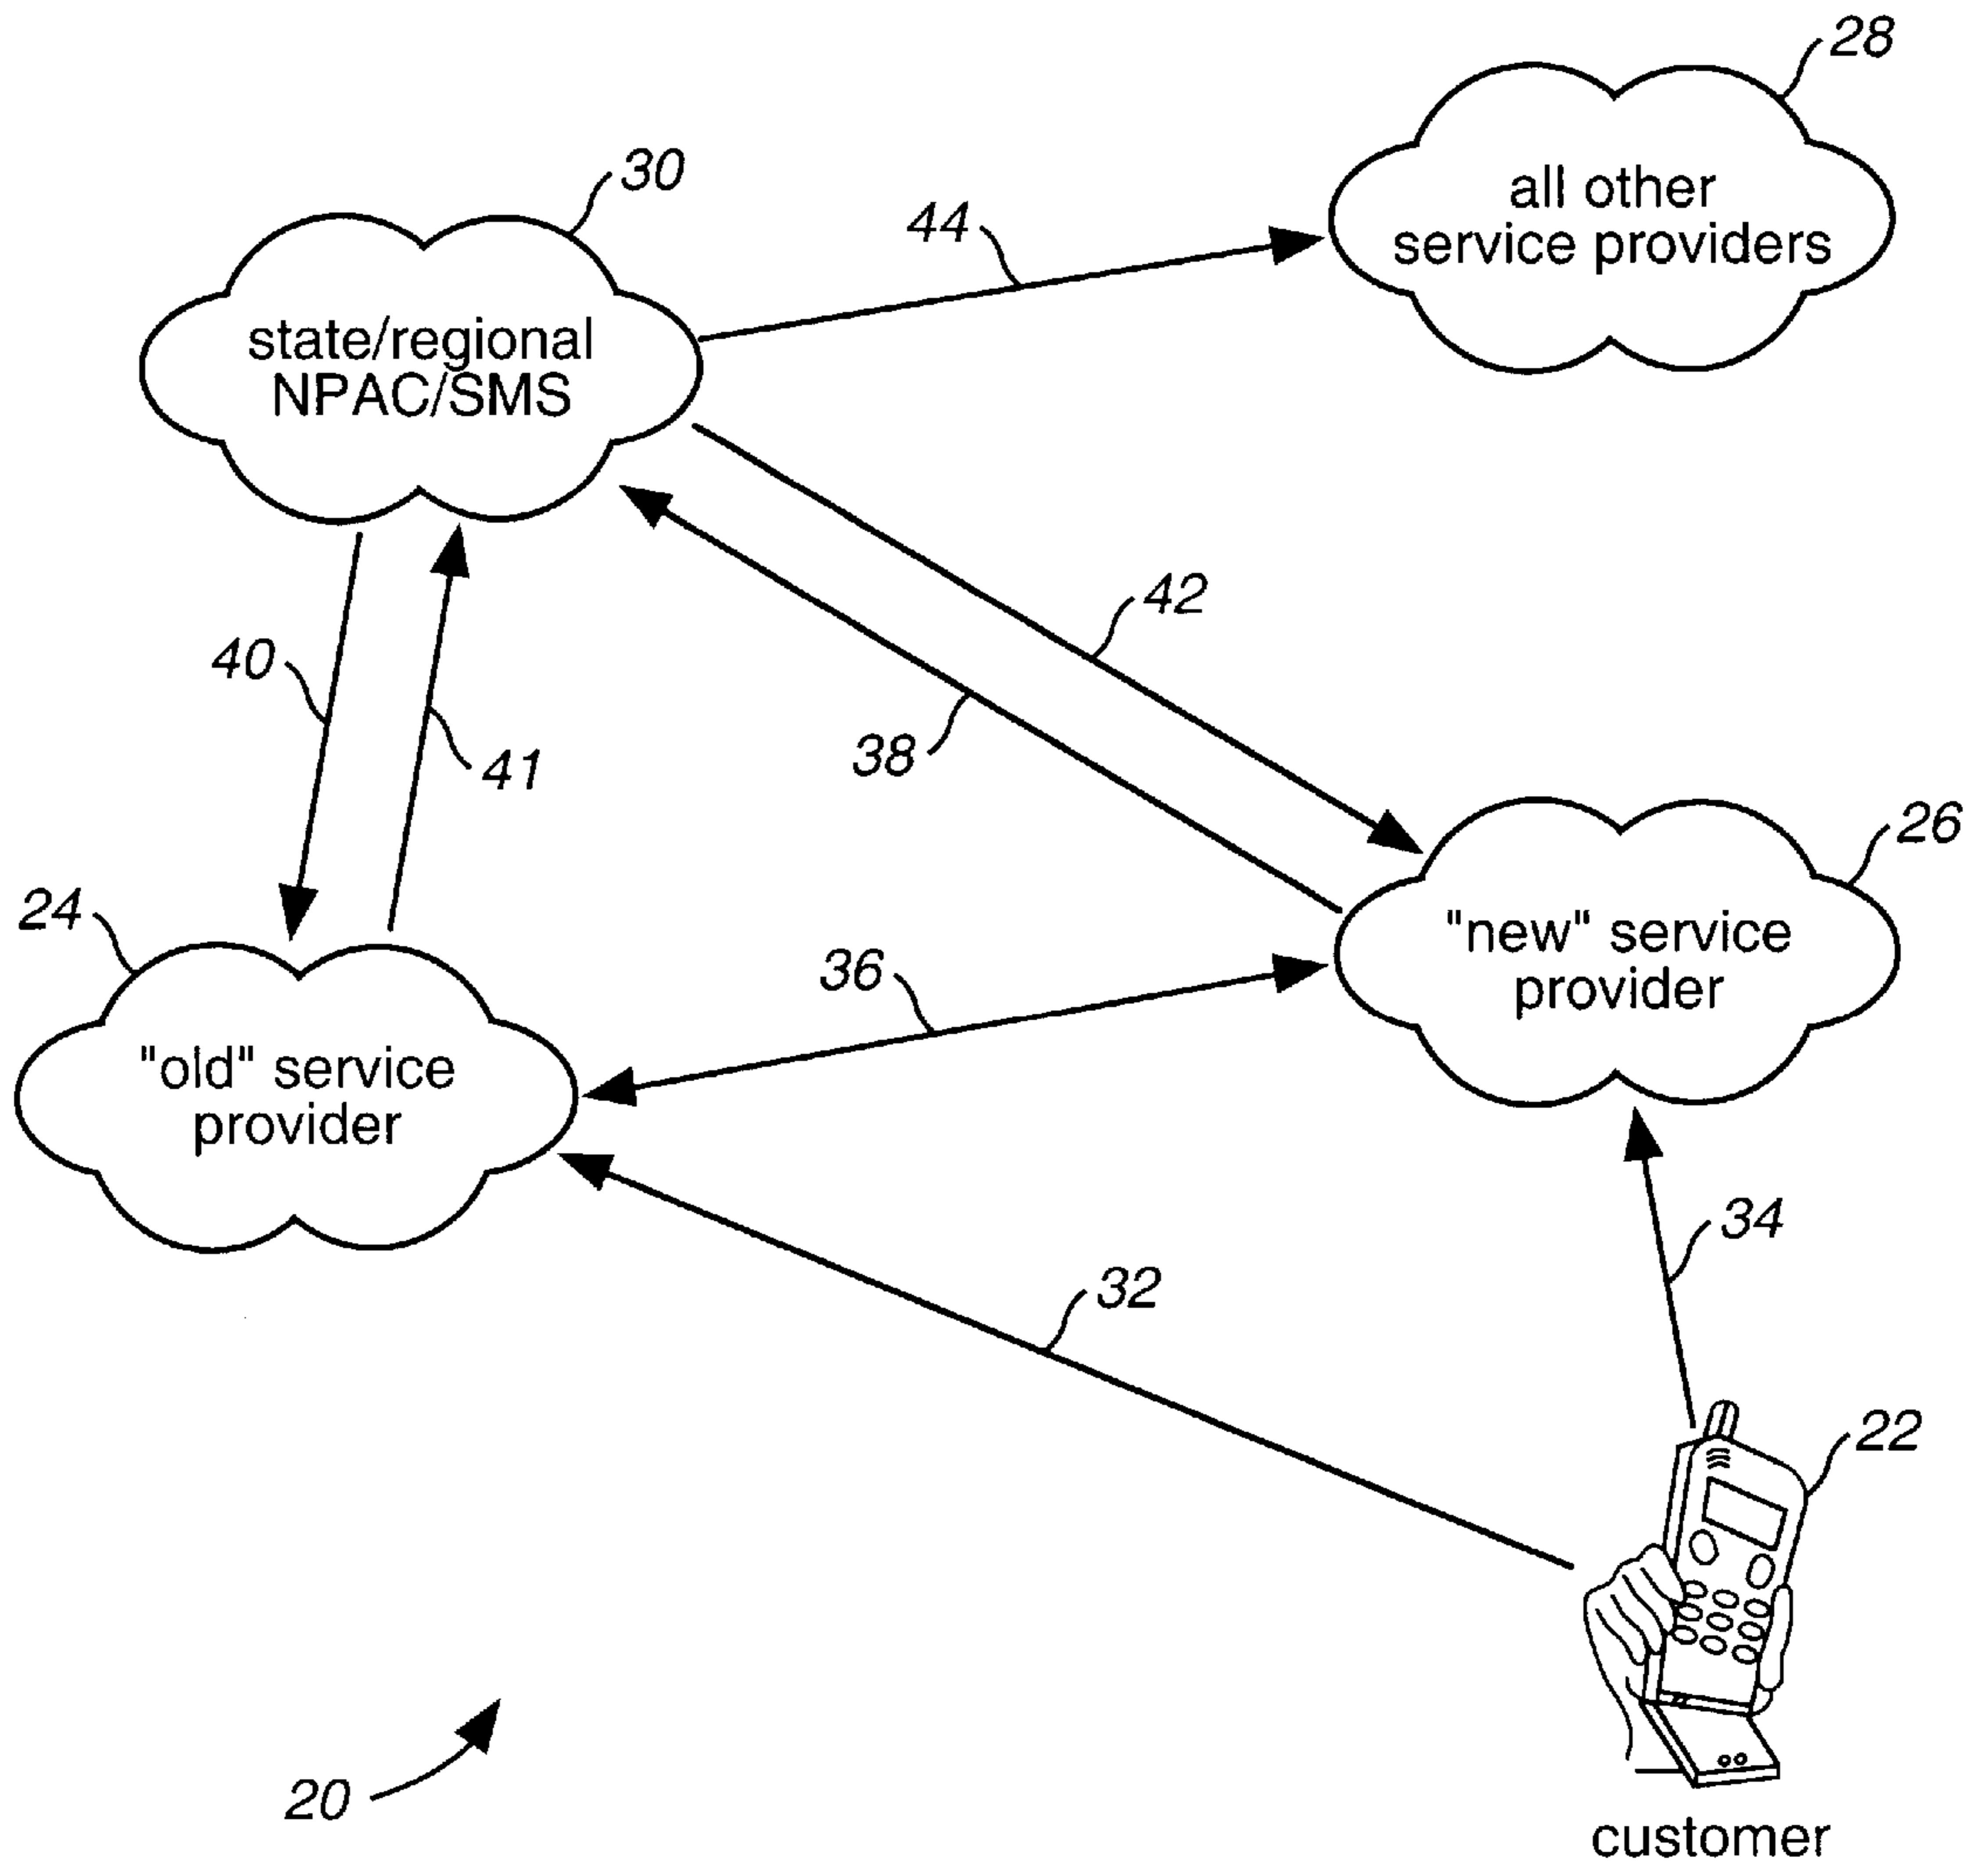 28
all other
service providers
30
44
state/regional
NPAC/SMS
42
40
38
41
26
24
"new" service
provider
36
"old" service
provider
34
32
22
20
customer